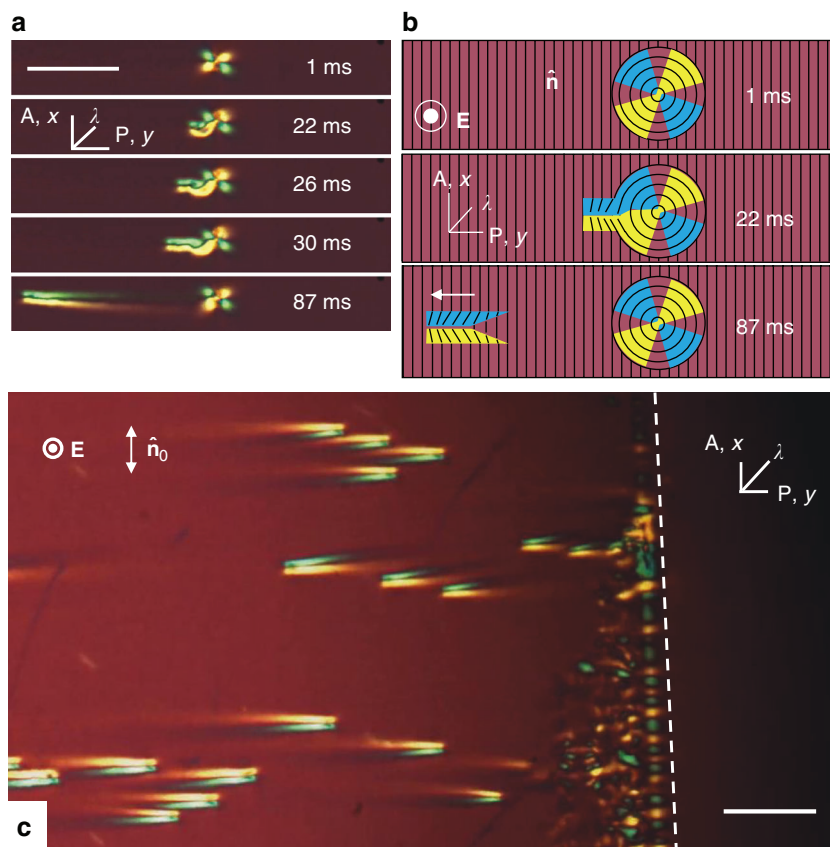 a
1 ms
A, x
λ
P, y
22 ms
26 ms
30 ms
87 ms
b
n̂
1 ms
E
A, x
λ
P, y
22 ms
87 ms
E
n̂₀
A, x
λ
P, y
c